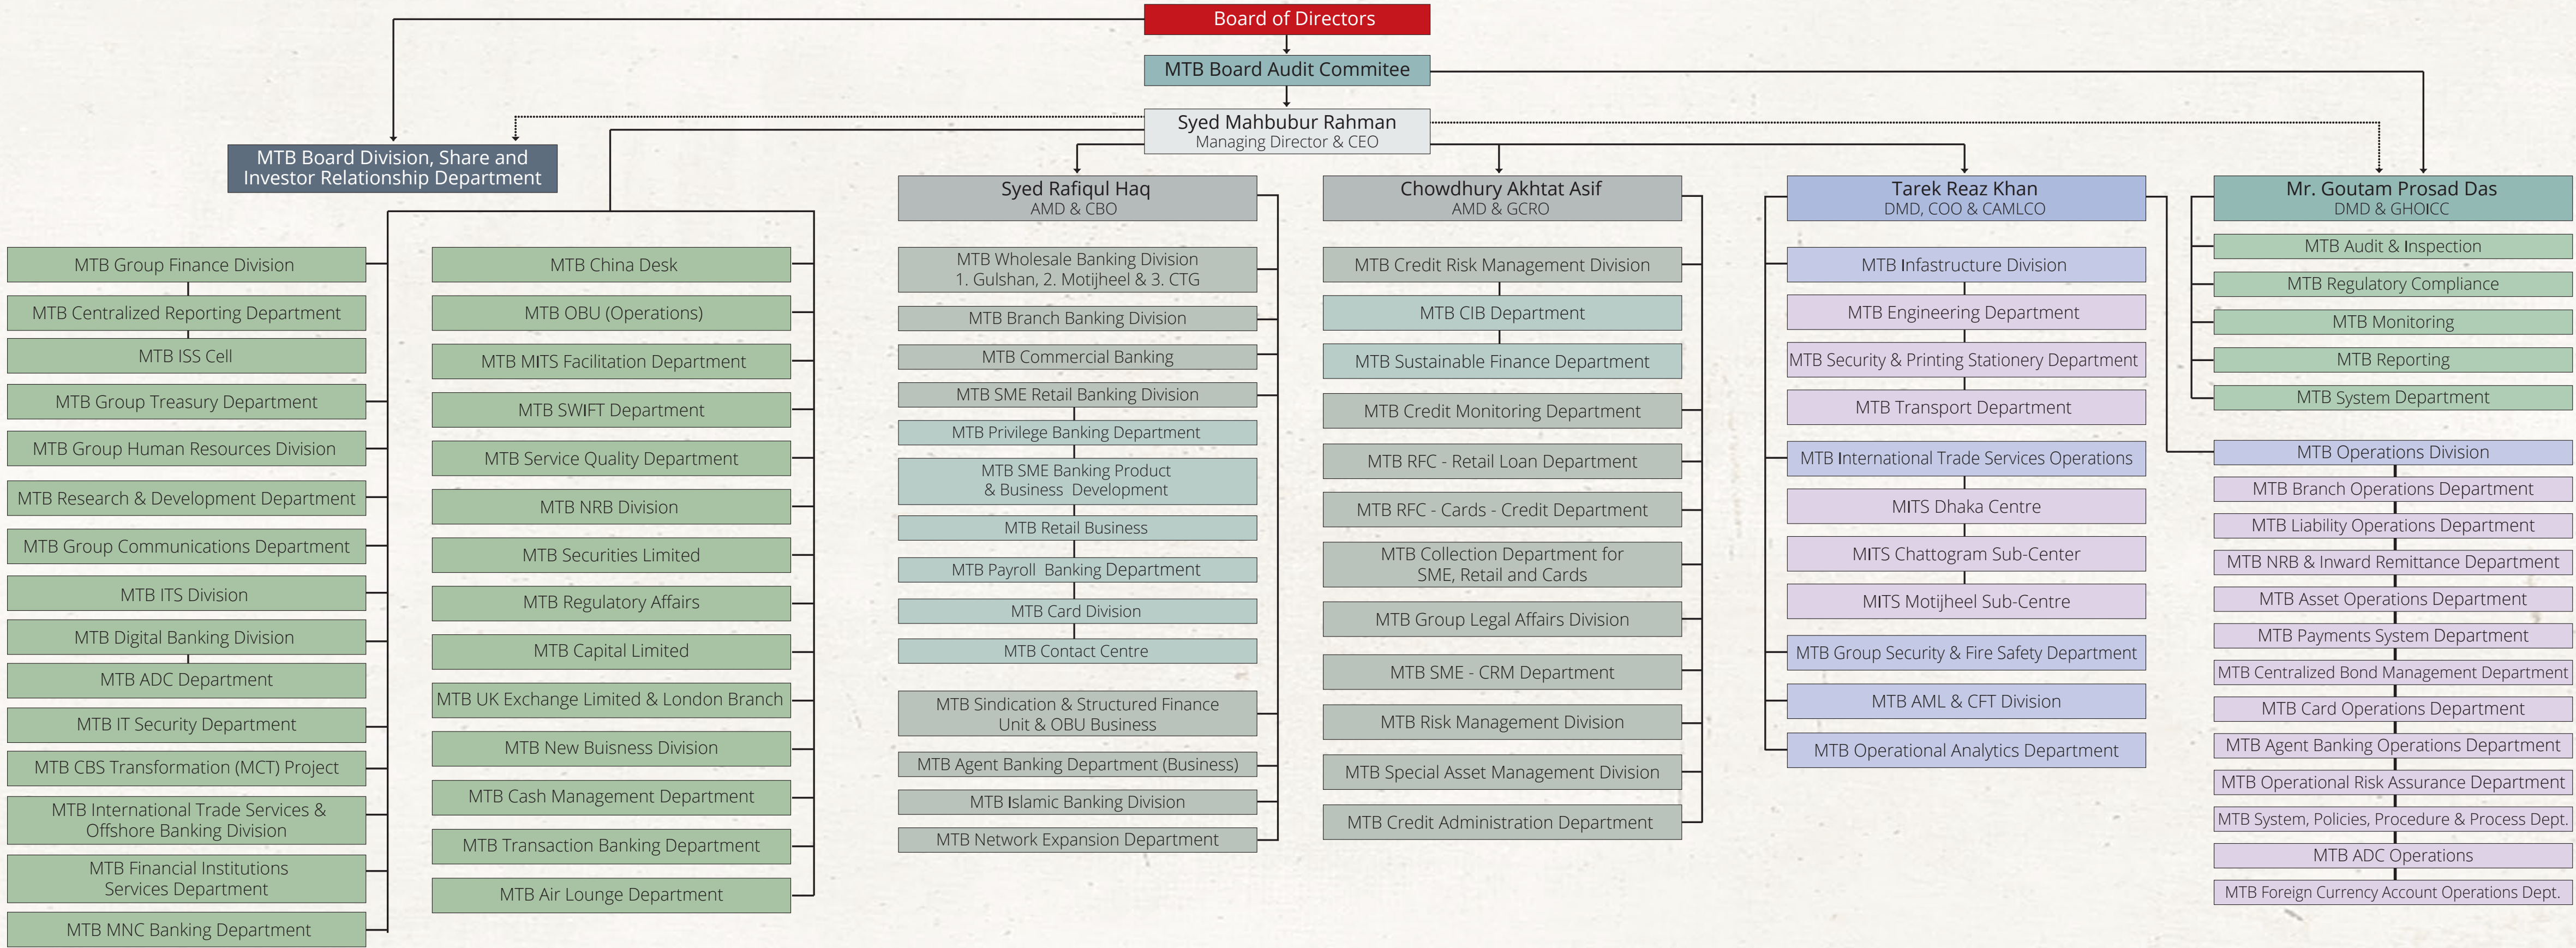 Board of Directors
MTB Board Audit Commitee
Syed Mahbubur Rahman
Managing Director & CEO
MTB Board Division, Share and
Investor Relationship Department
MTB Group Finance Division
MTB Centralized Reporting Department
MTB ISS Cell
MTB Group Treasury Department
MTB Group Human Resources Division
MTB Research & Development Department
MTB Group Communications Department
MTB ITS Division
MTB Digital Banking Division
MTB ADC Department
MTB IT Security Department
MTB CBS Transformation (MCT) Project
MTB International Trade Services &
Offshore Banking Division
MTB Financial Institutions
Services Department
MTB MNC Banking Department
MTB China Desk
MTB OBU (Operations)
MTB MITS Facilitation Department
MTB SWIFT Department
MTB Service Quality Department
MTB NRB Division
MTB Securities Limited
MTB Regulatory Affairs
MTB Capital Limited
MTB UK Exchange Limited & London Branch
MTB New Buisness Division
MTB Cash Management Department
MTB Transaction Banking Department
MTB Air Lounge Department
Syed Rafiqul Haq
AMD & CBO
MTB Wholesale Banking Division
1. Gulshan, 2. Motijheel & 3. CTG
MTB Branch Banking Division
MTB Commercial Banking
MTB SME Retail Banking Division
MTB Privilege Banking Department
MTB SME Banking Product
& Business Development
MTB Retail Business
MTB Payroll Banking Department
MTB Card Division
MTB Contact Centre
MTB Sindication & Structured Finance
Unit & OBU Business
MTB Agent Banking Department (Business)
MTB Islamic Banking Division
MTB Network Expansion Department
Chowdhury Akhtat Asif
AMD & GCRO
MTB Credit Risk Management Division
MTB CIB Department
MTB Sustainable Finance Department
MTB Credit Monitoring Department
MTB RFC - Retail Loan Department
MTB RFC - Cards - Credit Department
MTB Collection Department for
SME, Retail and Cards
MTB Group Legal Affairs Division
MTB SME - CRM Department
MTB Risk Management Division
MTB Special Asset Management Division
MTB Credit Administration Department
Tarek Reaz Khan
DMD, COO & CAMLCO
MTB Infastructure Division
MTB Engineering Department
MTB Security & Printing Stationery Department
MTB Transport Department
MTB International Trade Services Operations
MITS Dhaka Centre
MITS Chattogram Sub-Center
MITS Motijheel Sub-Centre
MTB Group Security & Fire Safety Department
MTB AML & CFT Division
MTB Operational Analytics Department
Mr. Goutam Prosad Das
DMD & GHOICC
MTB Audit & Inspection
MTB Regulatory Compliance
MTB Monitoring
MTB Reporting
MTB System Department
MTB Operations Division
MTB Branch Operations Department
MTB Liability Operations Department
MTB NRB & Inward Remittance Department
MTB Asset Operations Department
MTB Payments System Department
MTB Centralized Bond Management Department
MTB Card Operations Department
MTB Agent Banking Operations Department
MTB Operational Risk Assurance Department
MTB System, Policies, Procedure & Process Dept.
MTB ADC Operations
MTB Foreign Currency Account Operations Dept.